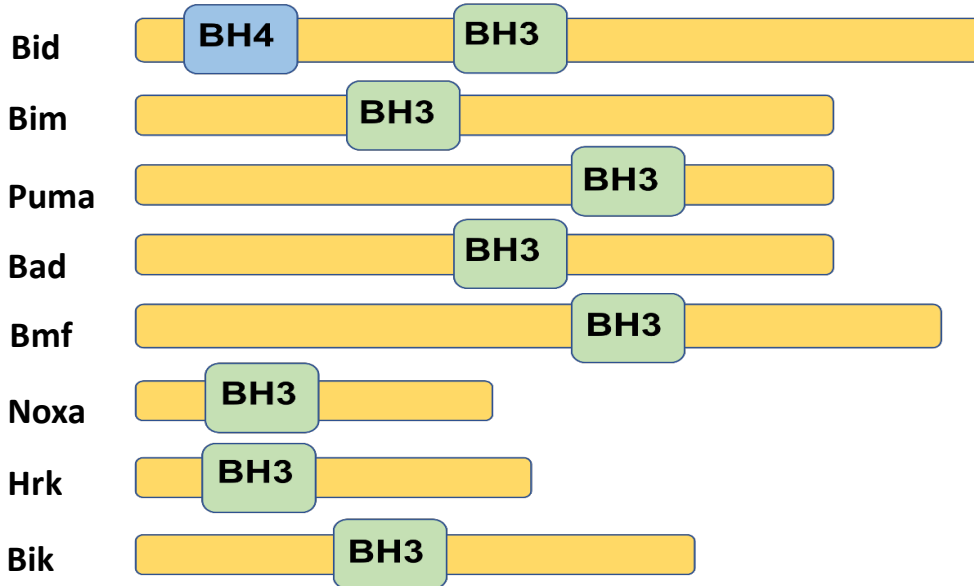 Bid BH4 BH3
Bim BH3
Puma BH3
Bad BH3
Bmf BH3
Noxa BH3
Hrk BH3
Bik BH3